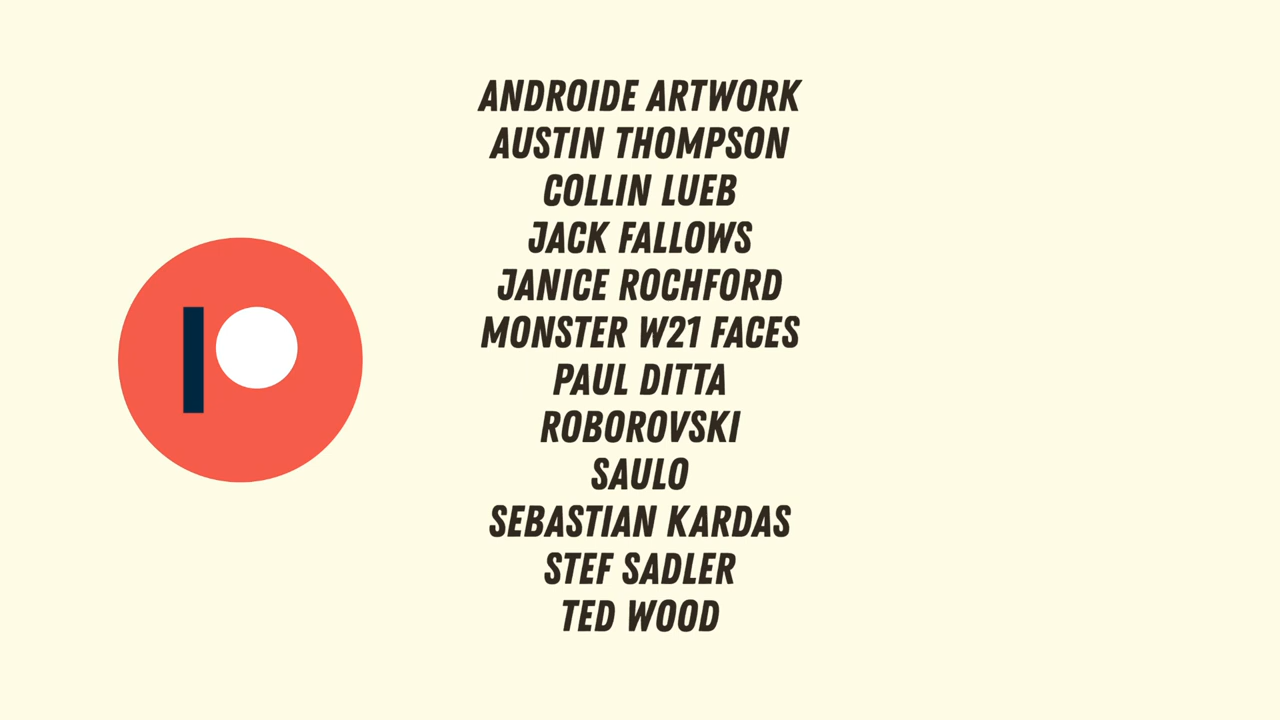 ANDROIDE ARTWORK
AUSTIN THOMPSON
COLLIN LUEB
JACK FALLOWS
JANICE ROCHFORD
MONSTER W21 FACES
PAUL DITTA
ROBOROVSKI
SAULO
SEBASTIAN KARDAS
STEF SADLER
TED WOOD